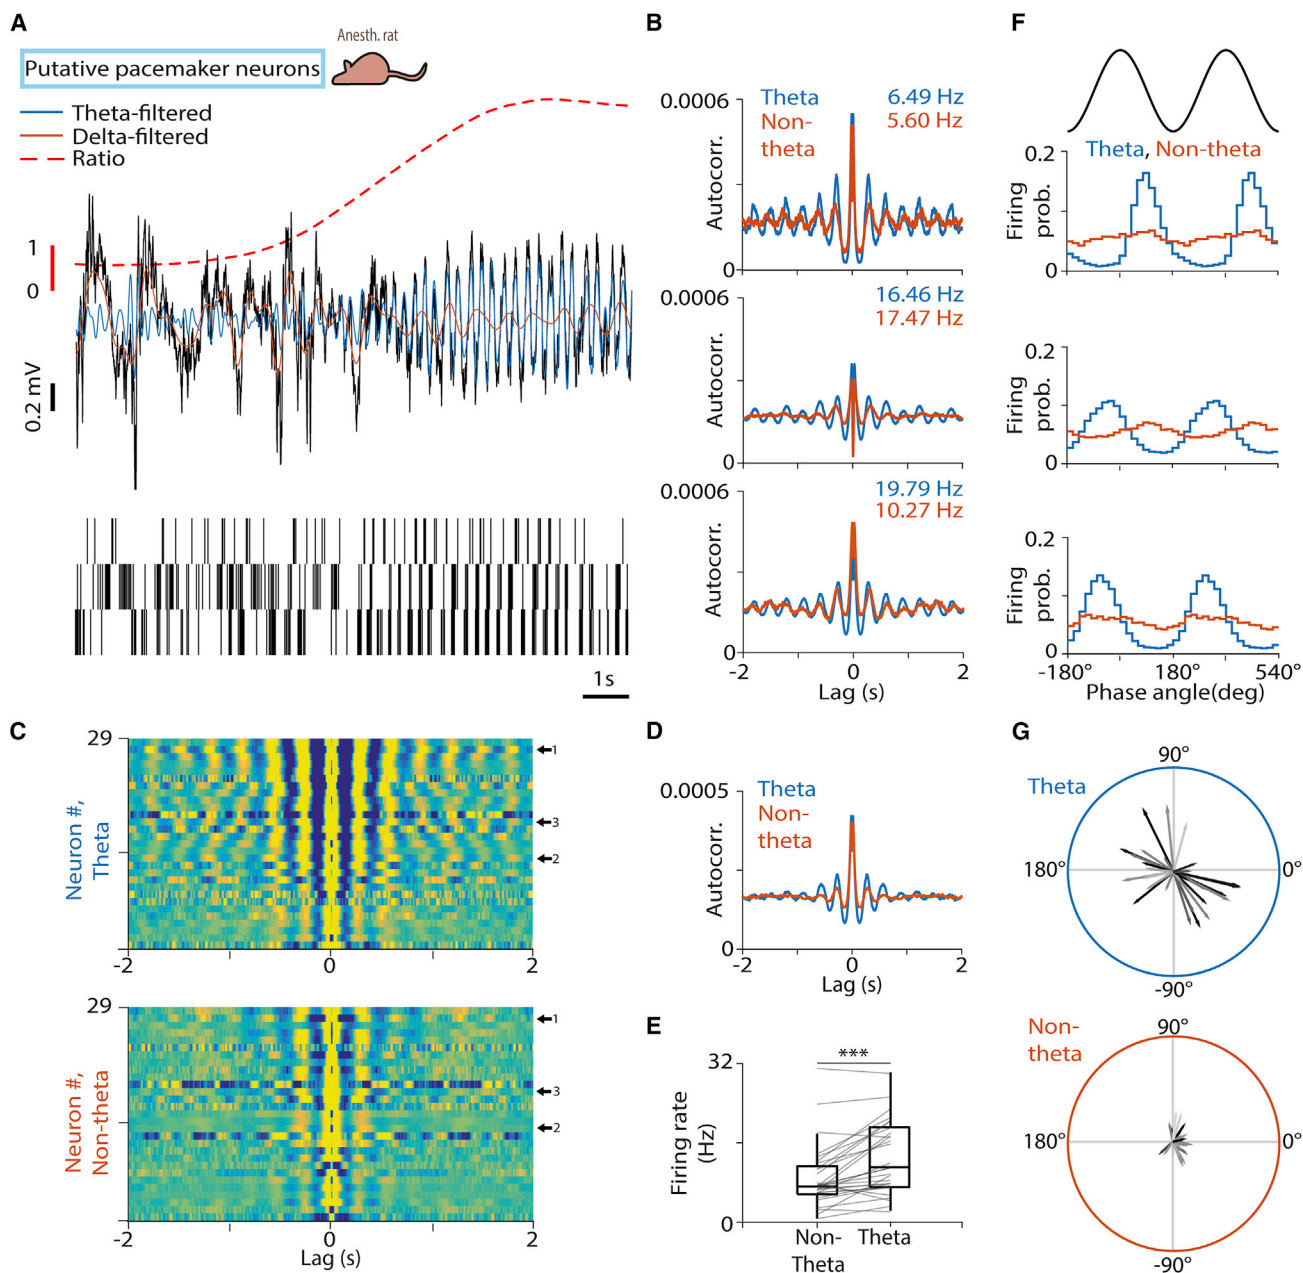 A
Anesth. rat
Putative pacemaker neurons
Theta-filtered
Delta-filtered
Ratio
1
0
0.2 mV
1s
B
0.0006
Theta
Non-
theta
6.49 Hz
5.60 Hz
Autocorr.
0
0.0006
16.46 Hz
17.47 Hz
Autocorr.
0
0.0006
19.79 Hz
10.27 Hz
Autocorr.
0
-2
0
2
Lag (s)
F
Theta, Non-theta
0.2
Firing
prob.
0
0.2
Firing
prob.
0
0.2
Firing
prob.
0
-180°
180°
540°
Phase angle(deg)
C
29
Neuron #,
Theta
1
3
2
-2
0
2
29
Neuron #,
Non-theta
1
3
2
-2
0
2
Lag (s)
D
0.0005
Theta
Non-
theta
Autocorr.
0
-2
0
2
Lag (s)
E
***
32
Firing rate
(Hz)
0
Non-
Theta
Theta
G
Theta
90°
180°
0°
-90°
Non-
theta
90°
180°
0°
-90°